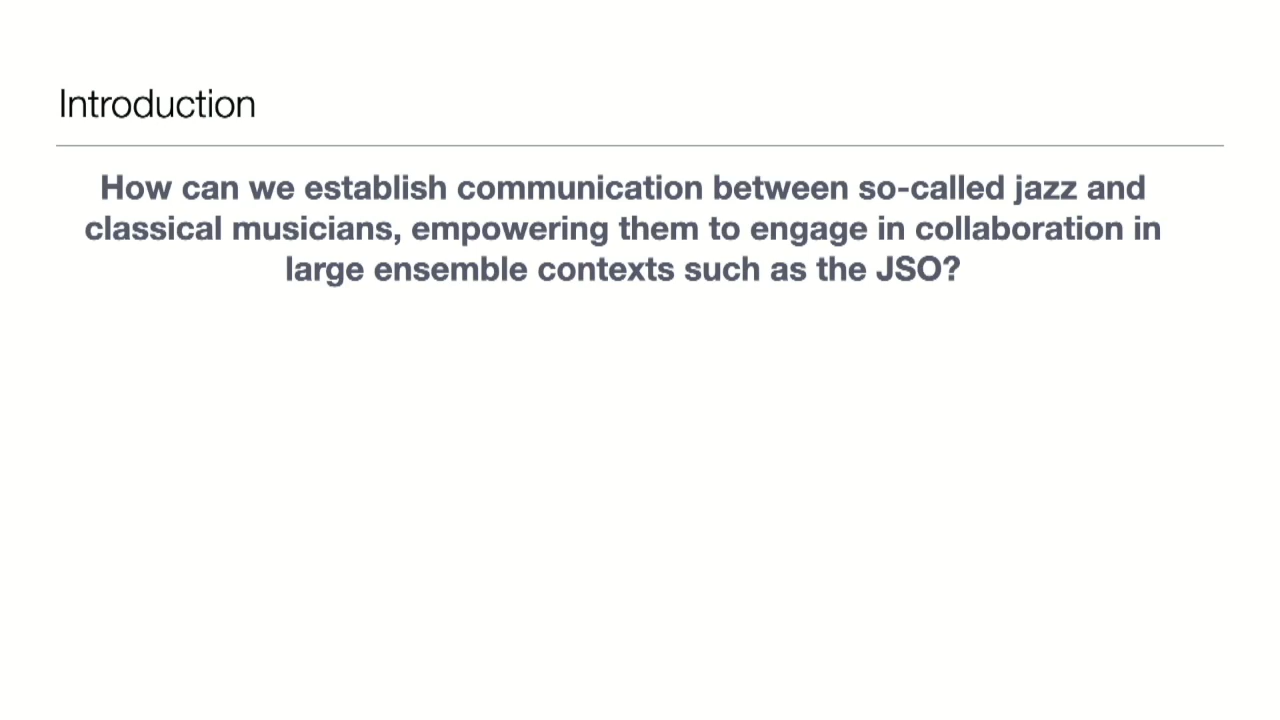 Introduction
How can we establish communication between so-called jazz and
classical musicians, empowering them to engage in collaboration in
large ensemble contexts such as the JSO?